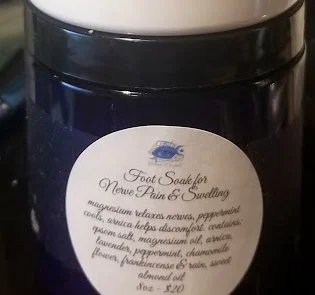 Foot Soak for
Nerve Pain & Swelling
magnesium relaxes nerves, peppermint
cools, arnica helps discomfort. contains:
epsom salt, magnesium oil, arnica,
lavender, peppermint, chamomile
flower, frankincense & ruin, sweet
almond oil
8oz - $20